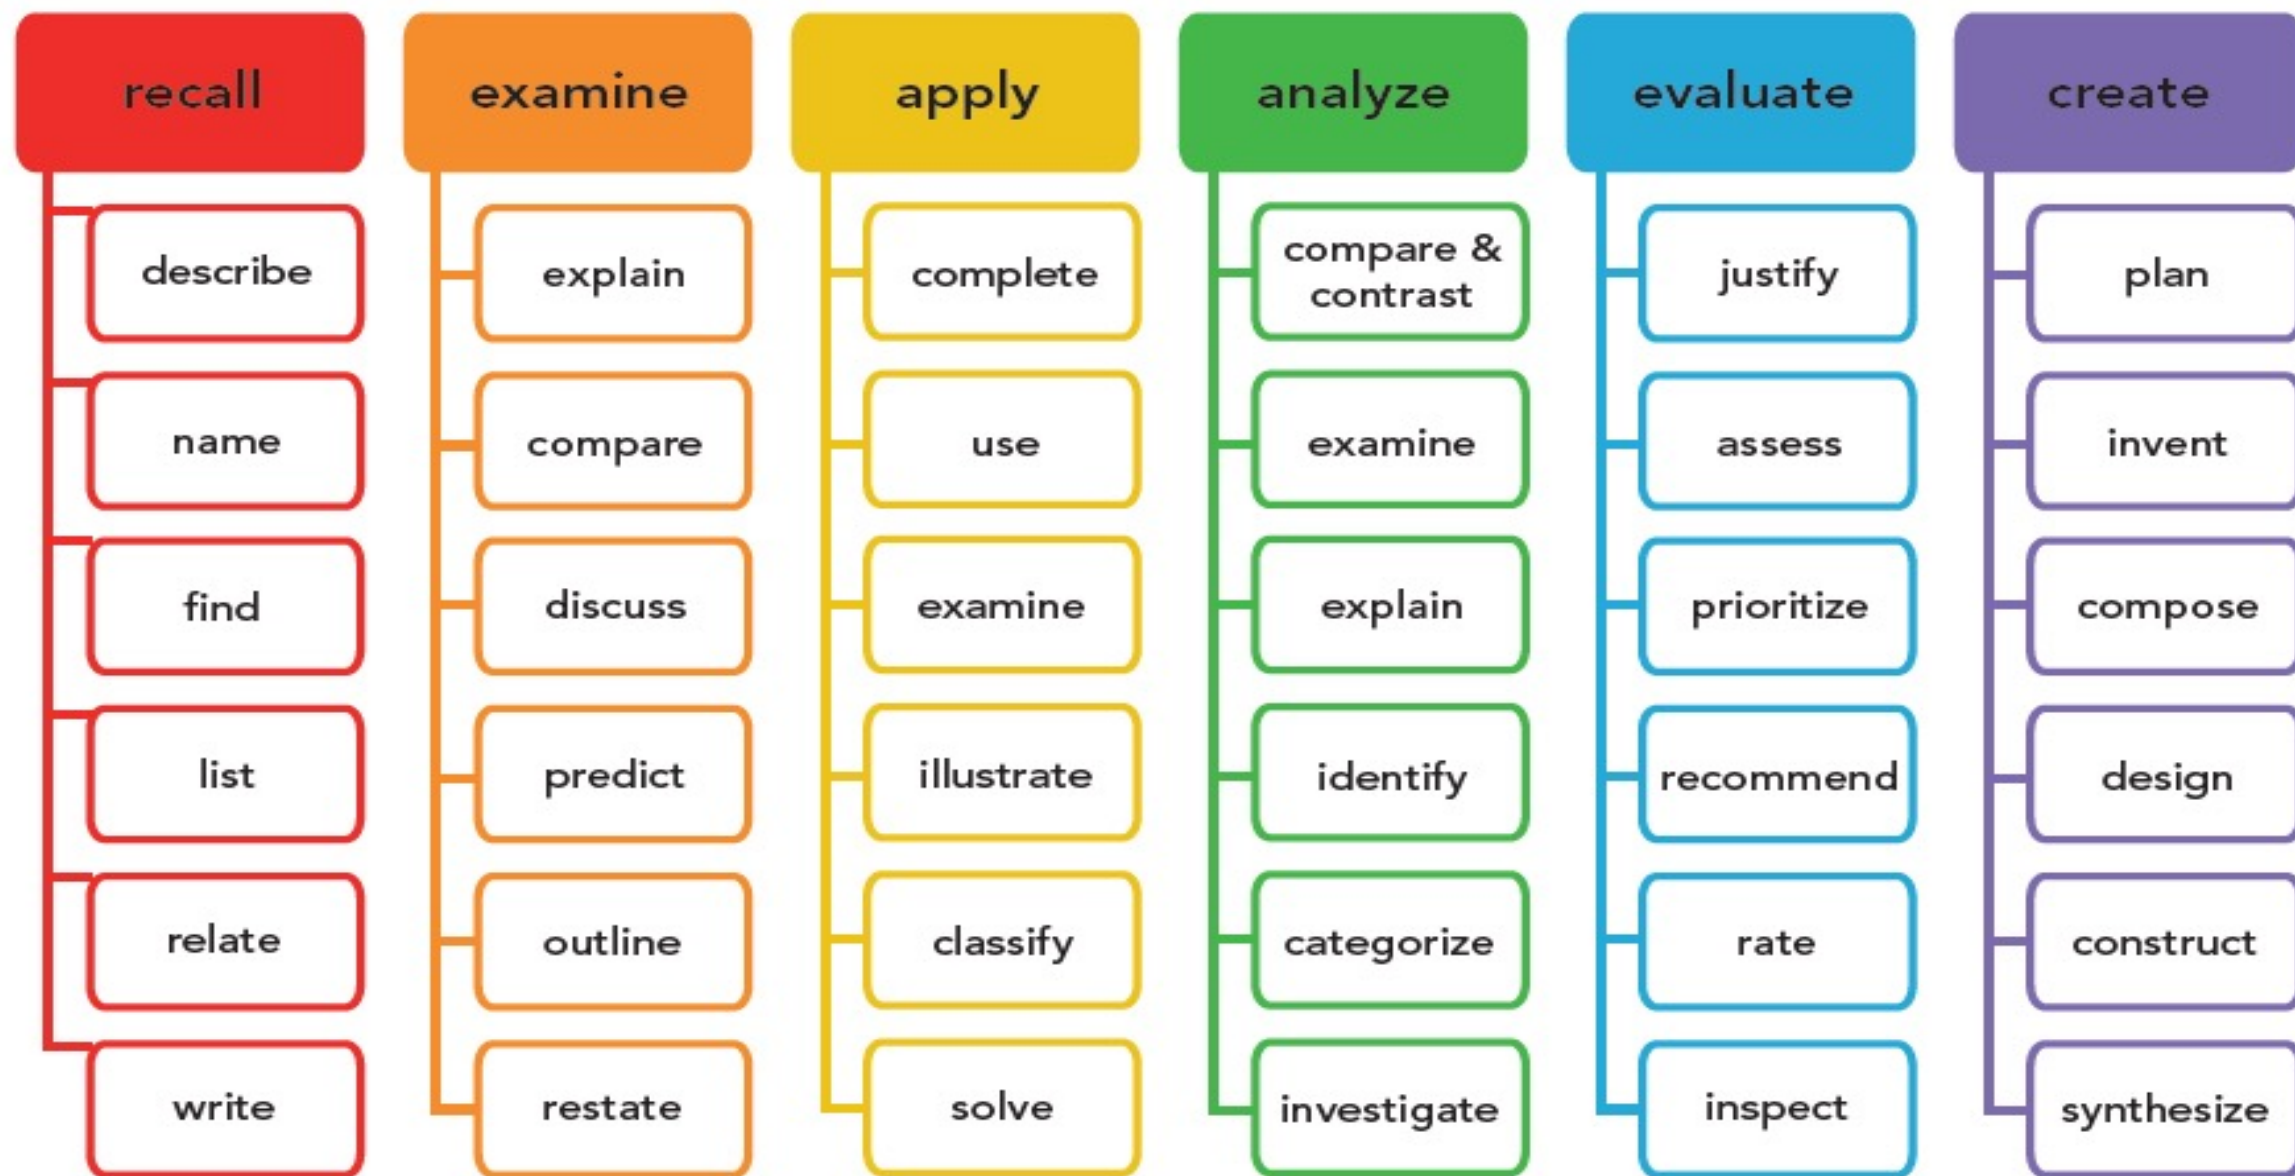 recall
describe
name
find
list
relate
write
examine
explain
compare
discuss
predict
outline
restate
apply
complete
use
examine
illustrate
classify
solve
analyze
compare &
contrast
examine
explain
identify
categorize
investigate
evaluate
justify
assess
prioritize
recommend
rate
inspect
create
plan
invent
compose
design
construct
synthesize